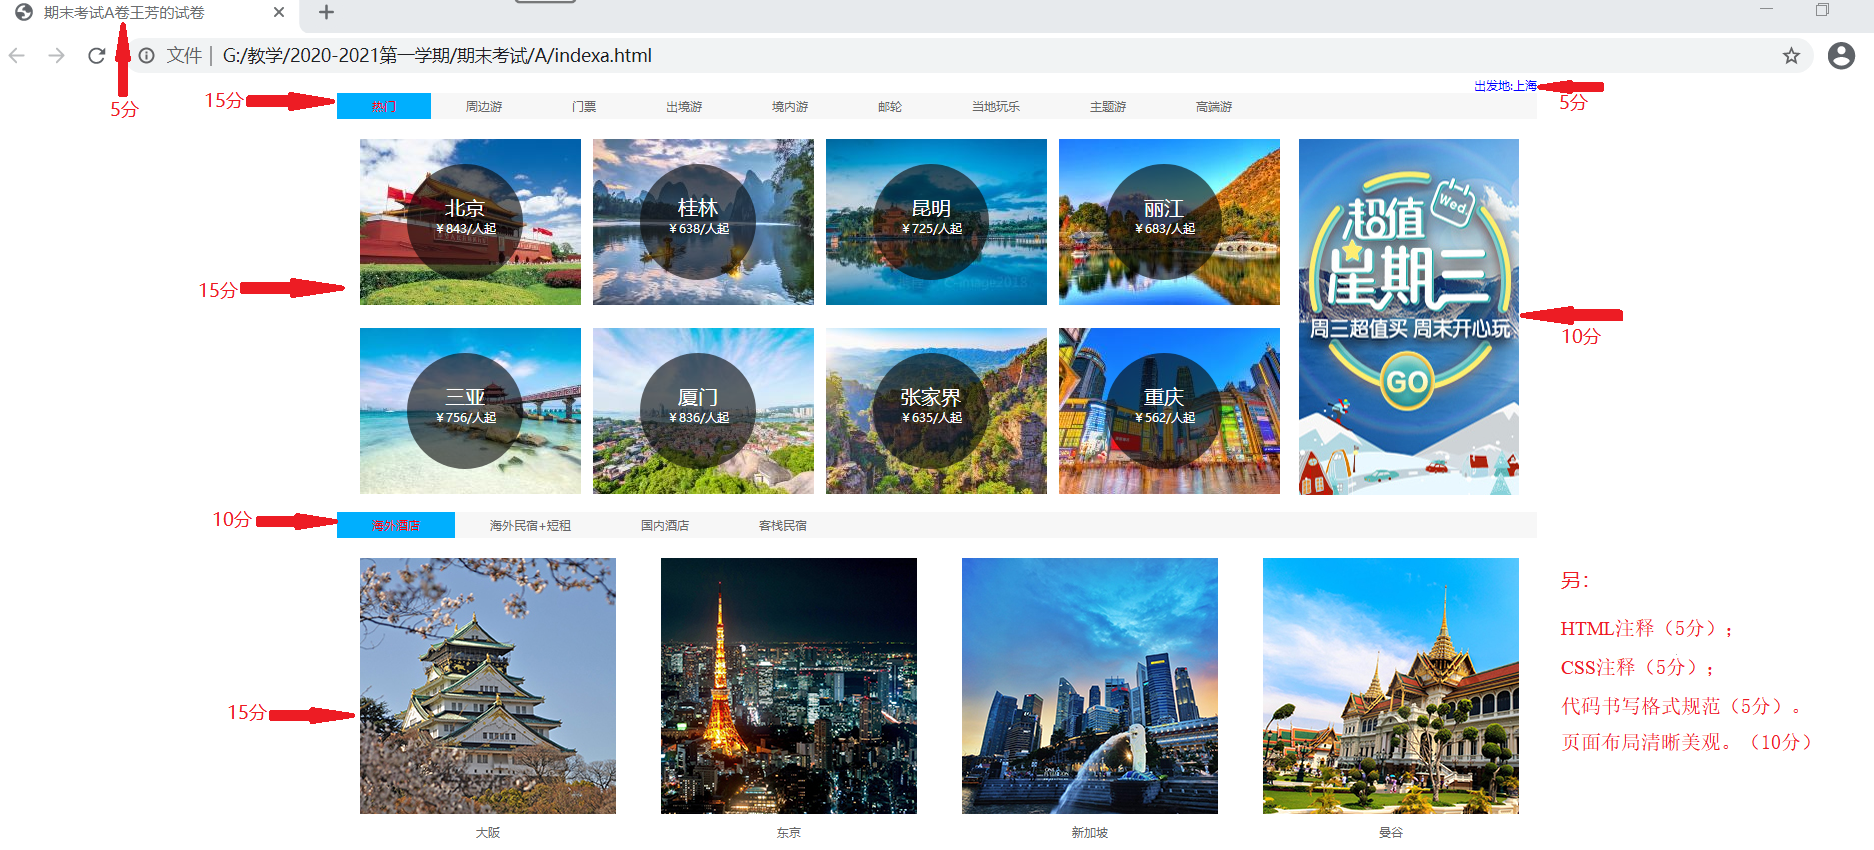 期末考试A卷王芳的试卷
文件 | G:/教学/2020-2021第一学期/期末考试/A/indexa.html
5分
出发地:上海
5分
15分
热门 周边游 门票 出境游 境内游 邮轮 当地玩乐 主题游 高端游
北京
￥843/人起
桂林
￥638/人起
昆明
￥725/人起
丽江
￥683/人起
15分
超值
Wed.
星期三
周三超值买 周末开心玩
GO
10分
三亚
￥756/人起
厦门
￥836/人起
张家界
￥635/人起
重庆
￥562/人起
10分
海外酒店 海外民宿+短租 国内酒店 客栈民宿
15分
大阪 东京 新加坡 曼谷
另：
HTML注释（5分）；
CSS注释（5分）；
代码书写格式规范（5分）。
页面布局清晰美观。（10分）